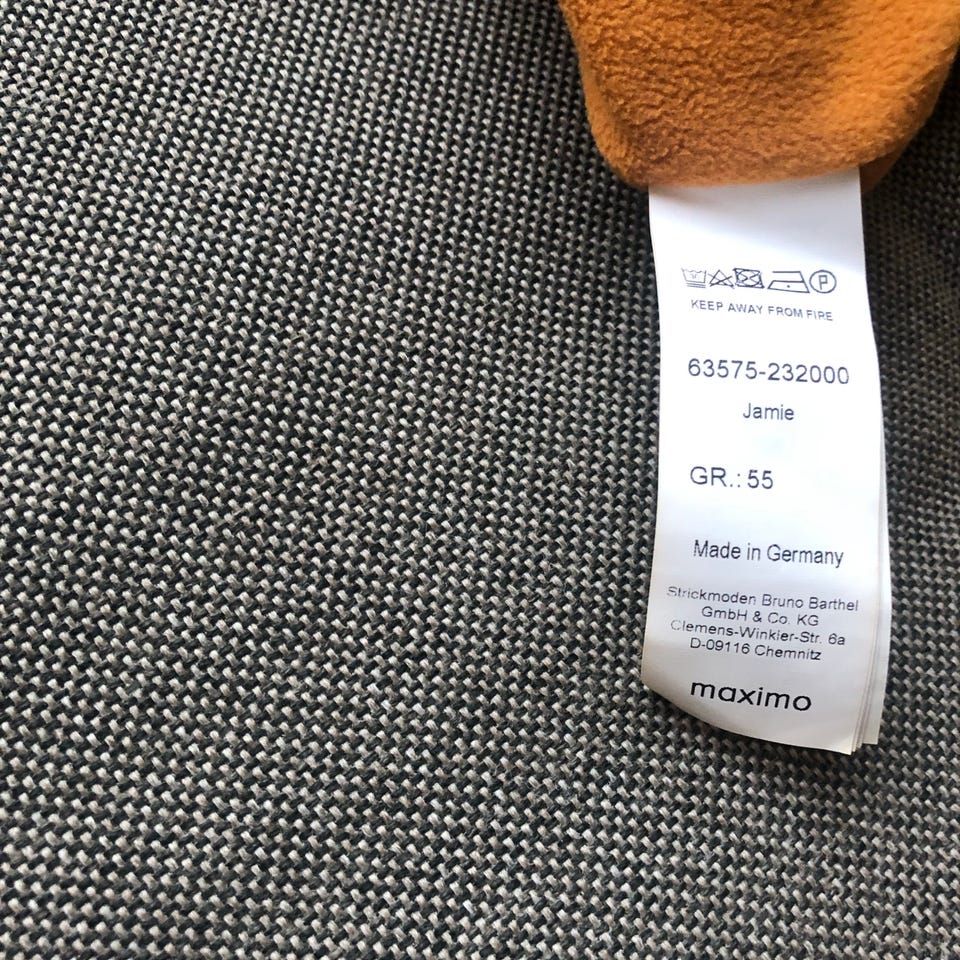 KEEP AWAY FROM FIRE
63575-232000
Jamie
GR.: 55
Made in Germany
Strickmoden Bruno Barthel
GmbH & Co. KG
Clemens-Winkler-Str. 6a
D-09116 Chemnitz
maximo